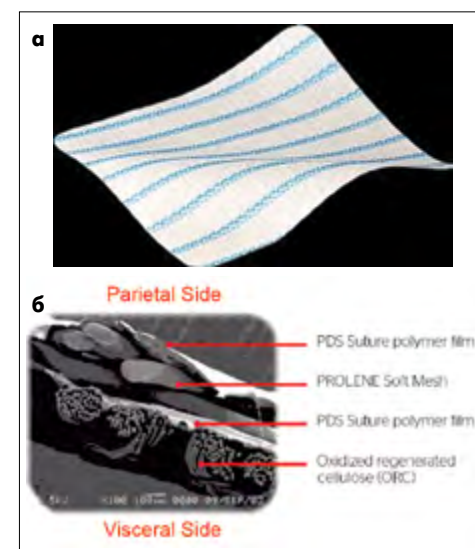 а
б
Parietal Side
PDS Suture polymer film
PROLENE Soft Mesh
PDS Suture polymer film
Oxidized regenerated
cellulose (ORC)
Visceral Side